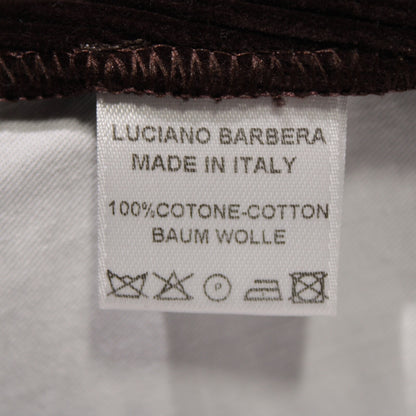 LUCIANO BARBERA
MADE IN ITALY
100%COTONE-COTTON
BAUM WOLLE
P